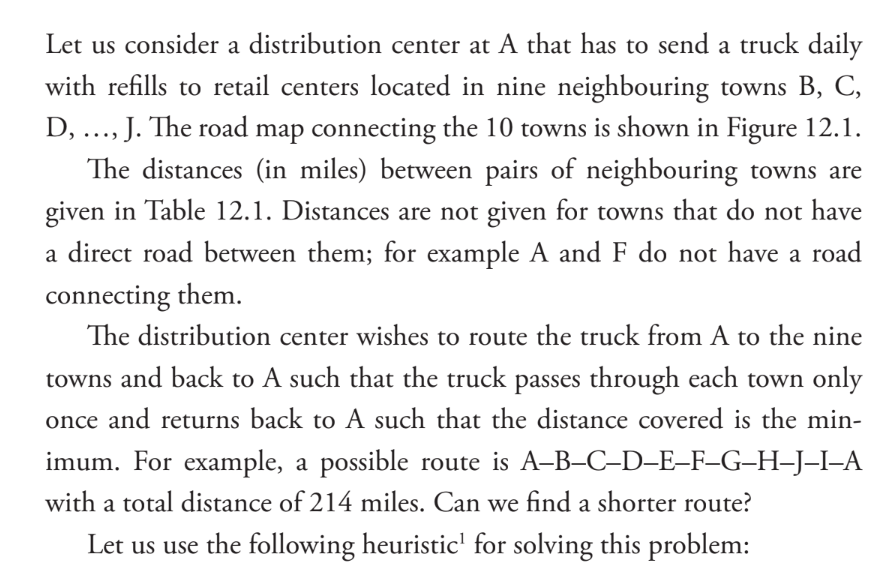 Let us consider a distribution center at A that has to send a truck daily
with refills to retail centers located in nine neighbouring towns B, C,
D, …, J. The road map connecting the 10 towns is shown in Figure 12.1.
The distances (in miles) between pairs of neighbouring towns are
given in Table 12.1. Distances are not given for towns that do not have
a direct road between them; for example A and F do not have a road
connecting them.
The distribution center wishes to route the truck from A to the nine
towns and back to A such that the truck passes through each town only
once and returns back to A such that the distance covered is the min-
imum. For example, a possible route is A–B–C–D–E–F–G–H–J–I–A
with a total distance of 214 miles. Can we find a shorter route?
Let us use the following heuristic¹ for solving this problem: